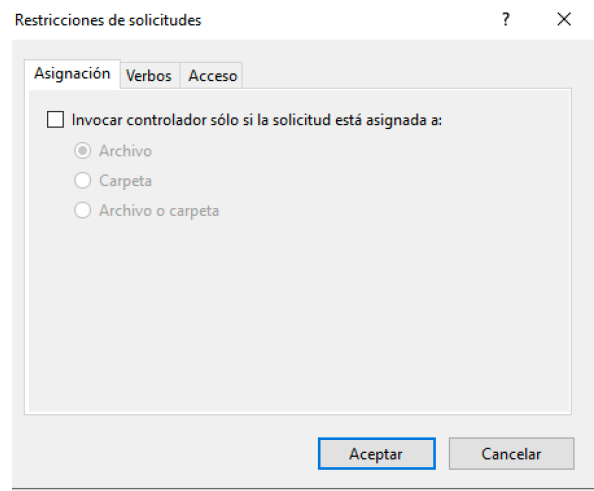 Restricciones de solicitudes ?
Asignación Verbos Acceso
Invocar controlador sólo si la solicitud está asignada a:
Archivo
Carpeta
Archivo o carpeta
Aceptar Cancelar